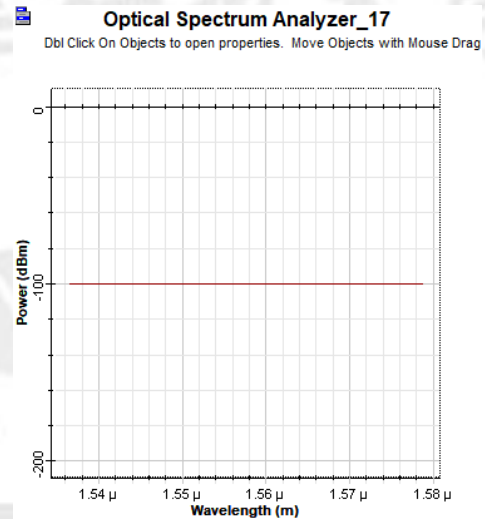 Optical Spectrum Analyzer_17
Dbl Click On Objects to open properties. Move Objects with Mouse Drag
0
-100
-200
Power (dBm)
1.54 µ 1.55 µ 1.56 µ 1.57 µ 1.58 µ
Wavelength (m)